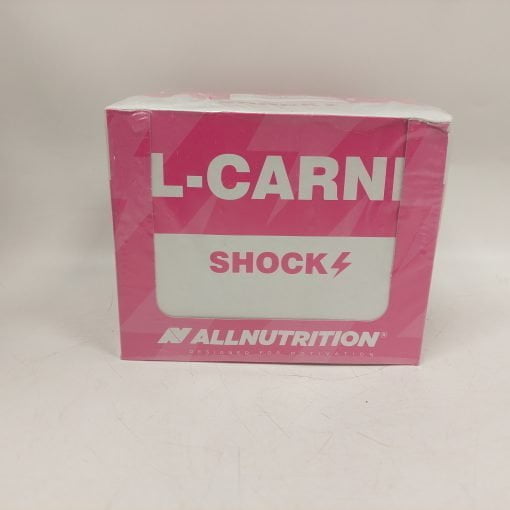 L-CARNI
SHOCK
ALLNUTRITION®
DESIGNED FOR MOTIVATION